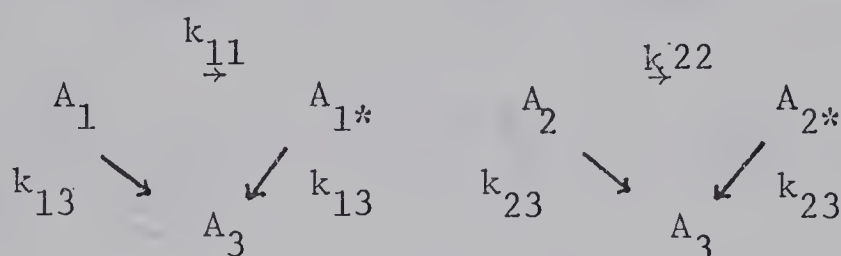 k11 k22
A1 → A1* A2 → A2*
k13 k13 k23 k23
A3 A3